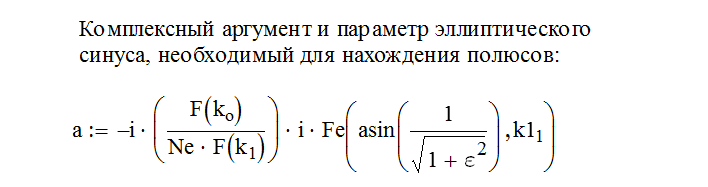 Комплексный аргумент и параметр эллиптического
синуса, необходимый для нахождения полюсов:
a := −i · (F(k₀) / (Ne · F(k₁))) · i · Fe(asin(1 / √(1 + ε²)), k1₁)